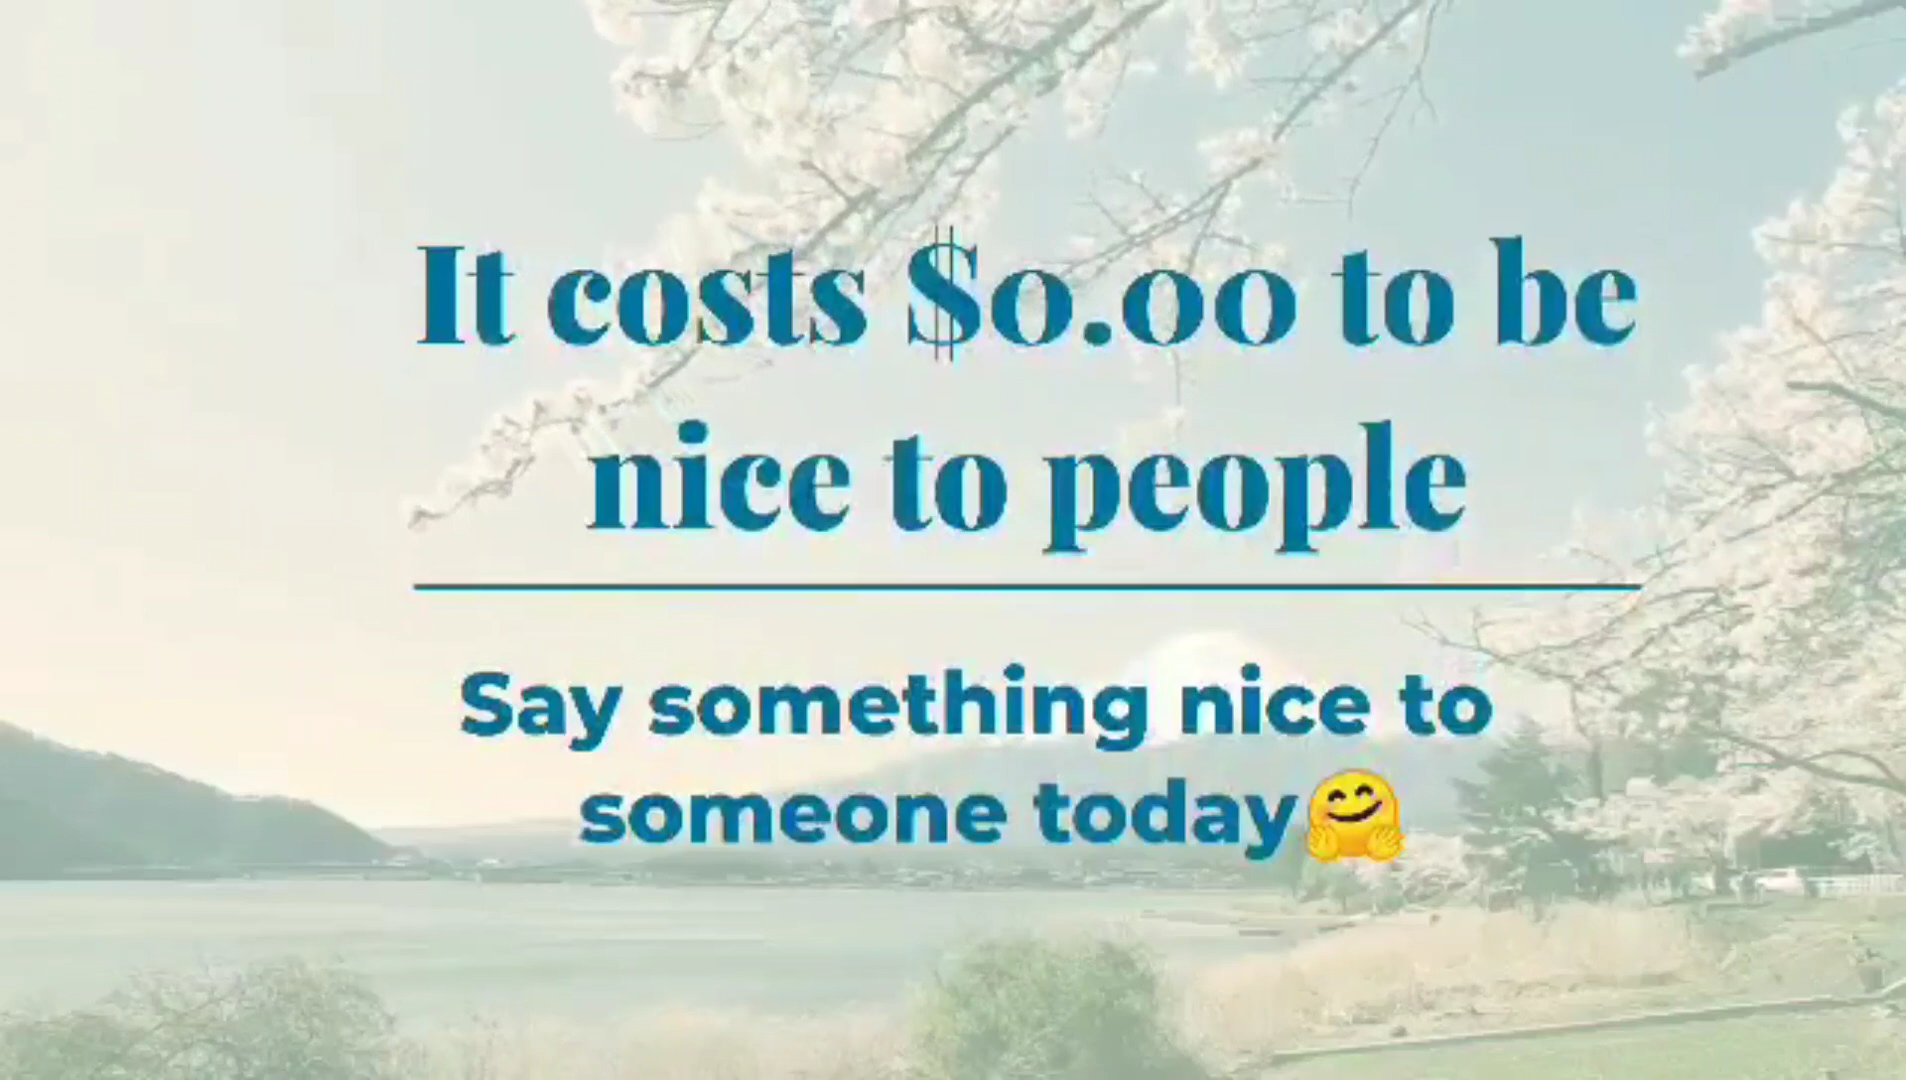 It costs $0.00 to be
nice to people
Say something nice to
someone today🤗